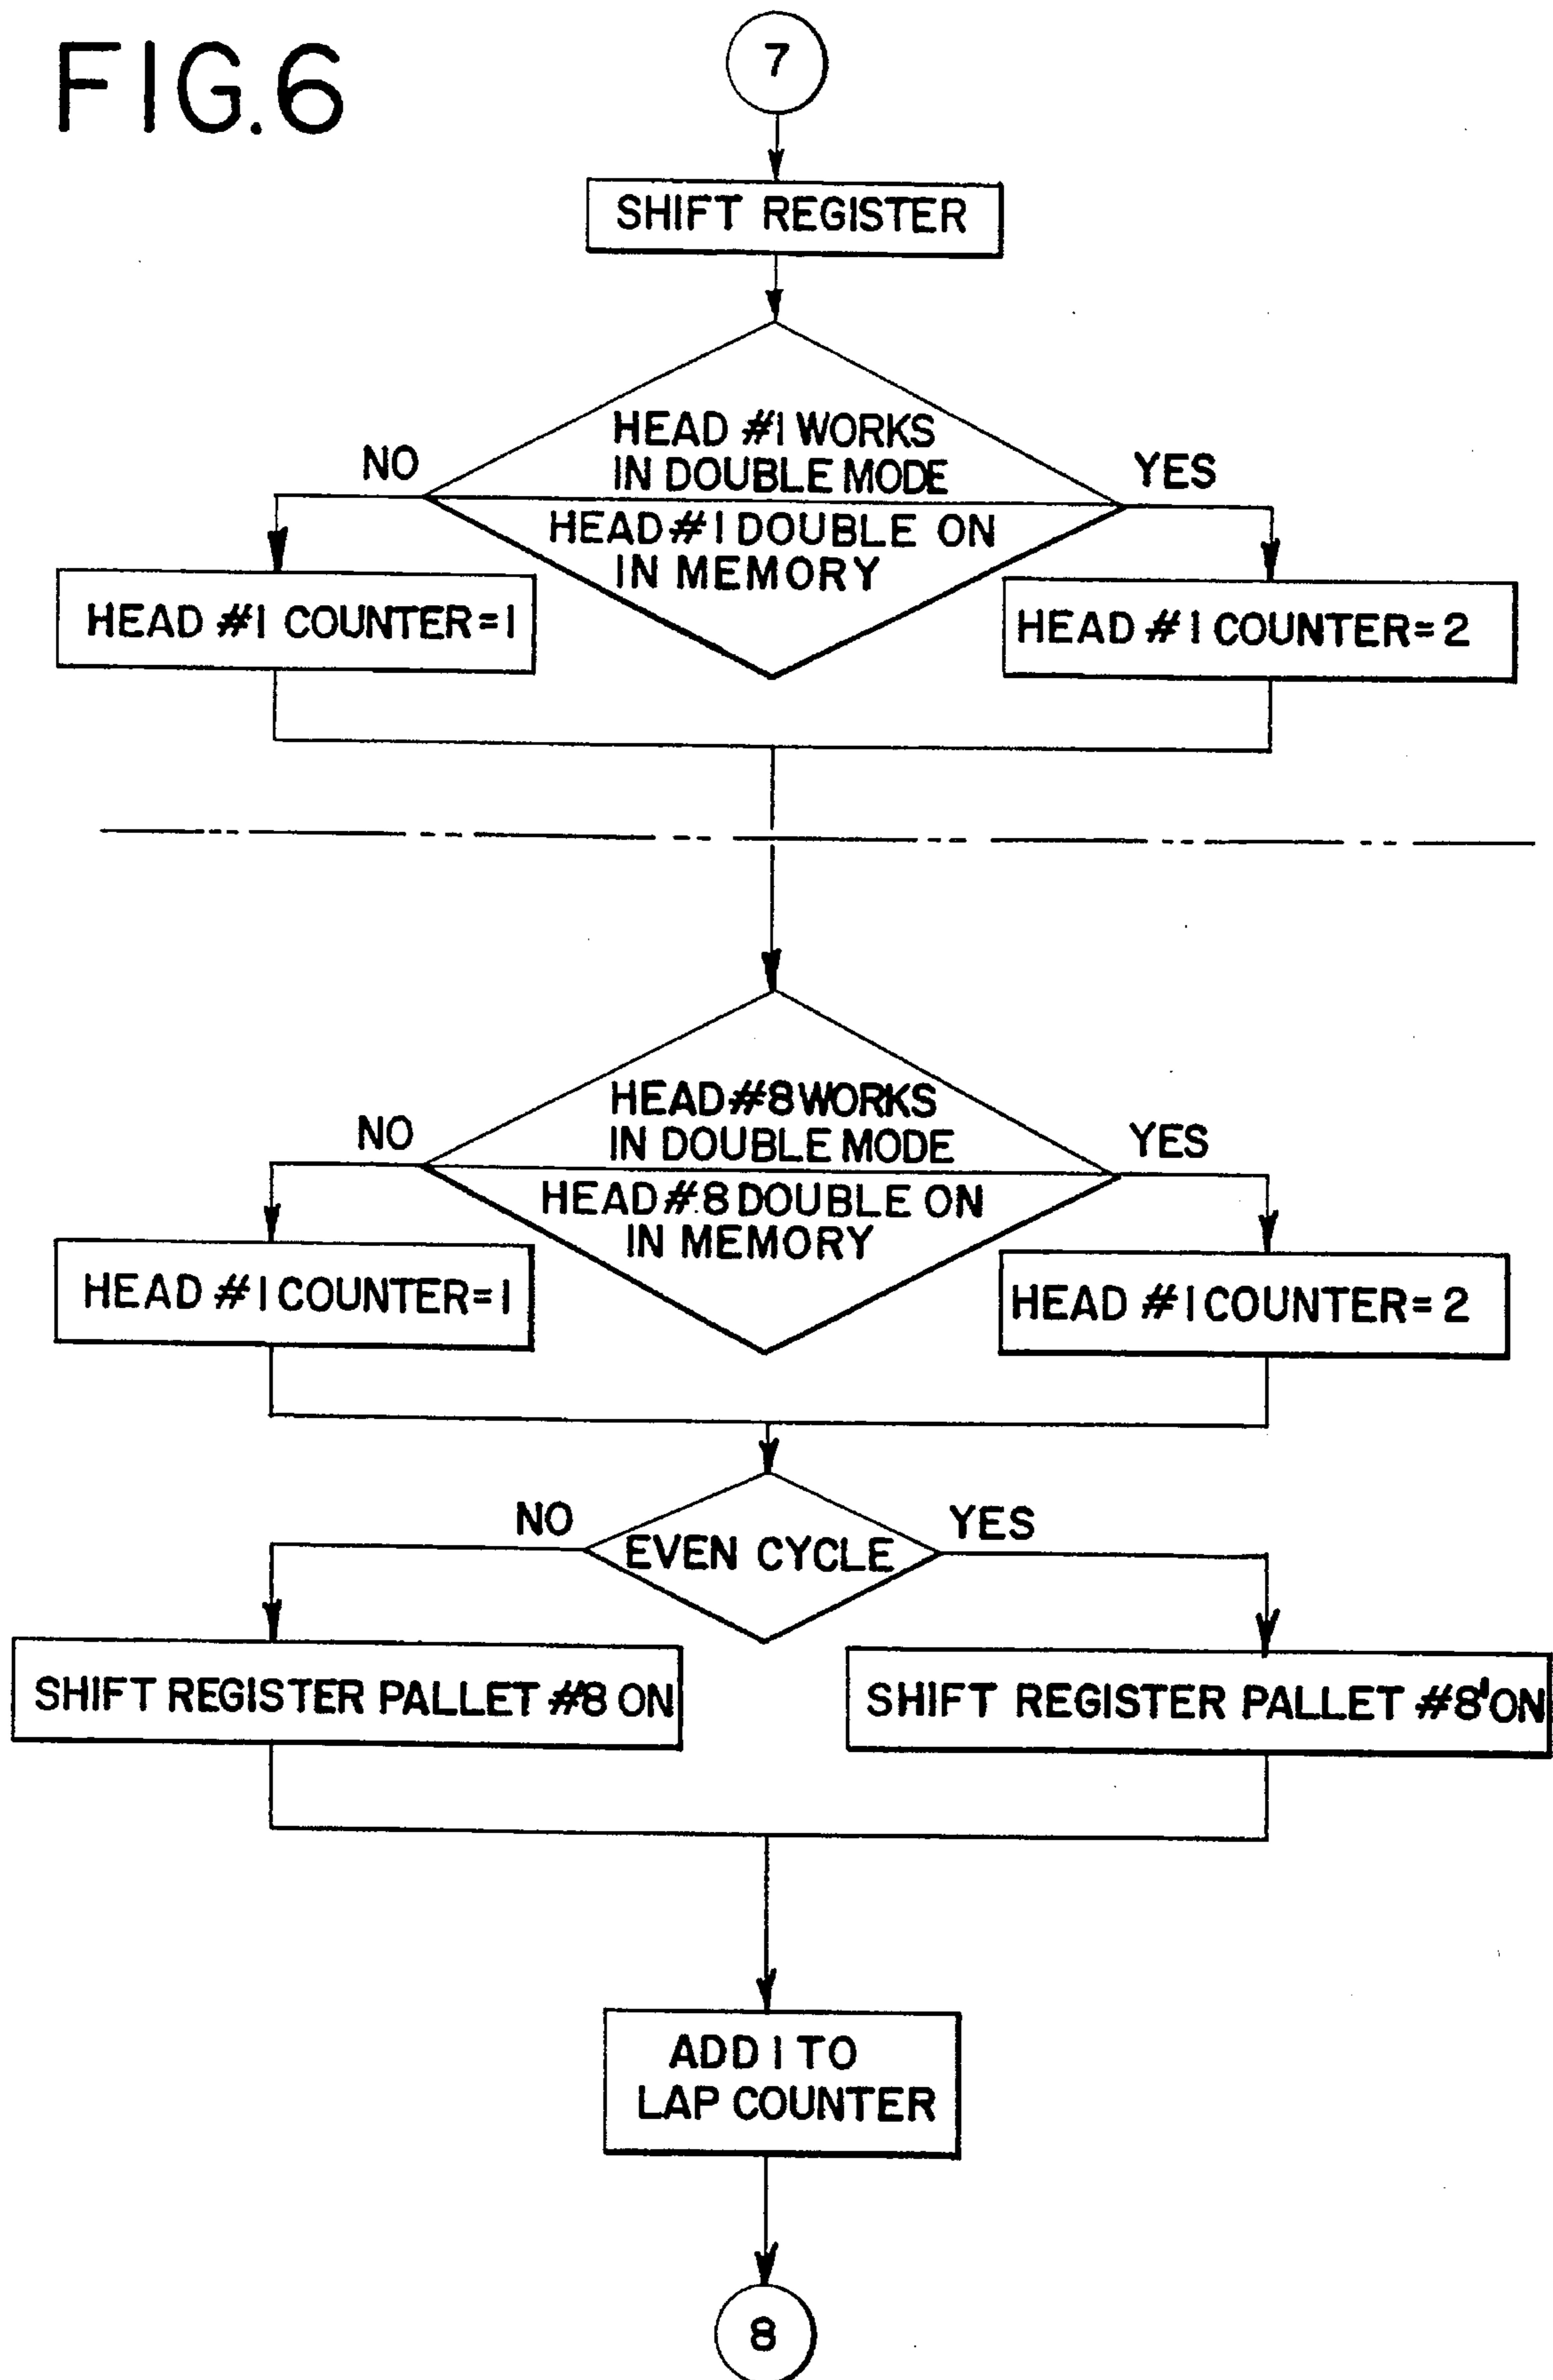 FIG.6
7
SHIFT REGISTER
HEAD #1 WORKS
IN DOUBLE MODE
HEAD #1 DOUBLE ON
IN MEMORY
NO
YES
HEAD #1 COUNTER=1
HEAD #1 COUNTER=2
HEAD #8 WORKS
IN DOUBLE MODE
HEAD #8 DOUBLE ON
IN MEMORY
NO
YES
HEAD #1 COUNTER=1
HEAD #1 COUNTER=2
EVEN CYCLE
NO
YES
SHIFT REGISTER PALLET #8 ON
SHIFT REGISTER PALLET #8' ON
ADD 1 TO
LAP COUNTER
8